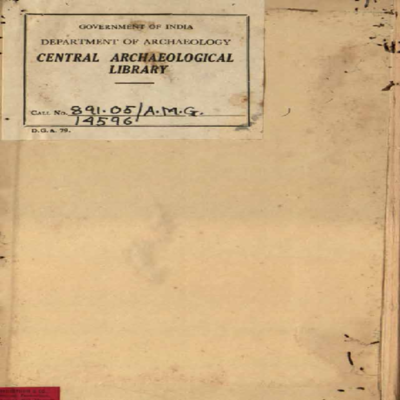 GOVERNMENT OF INDIA
DEPARTMENT OF ARCHAEOLOGY
CENTRAL ARCHAEOLOGICAL
LIBRARY
CALL No. 891.05/A.M.G.
14596
D.G.A. 79.